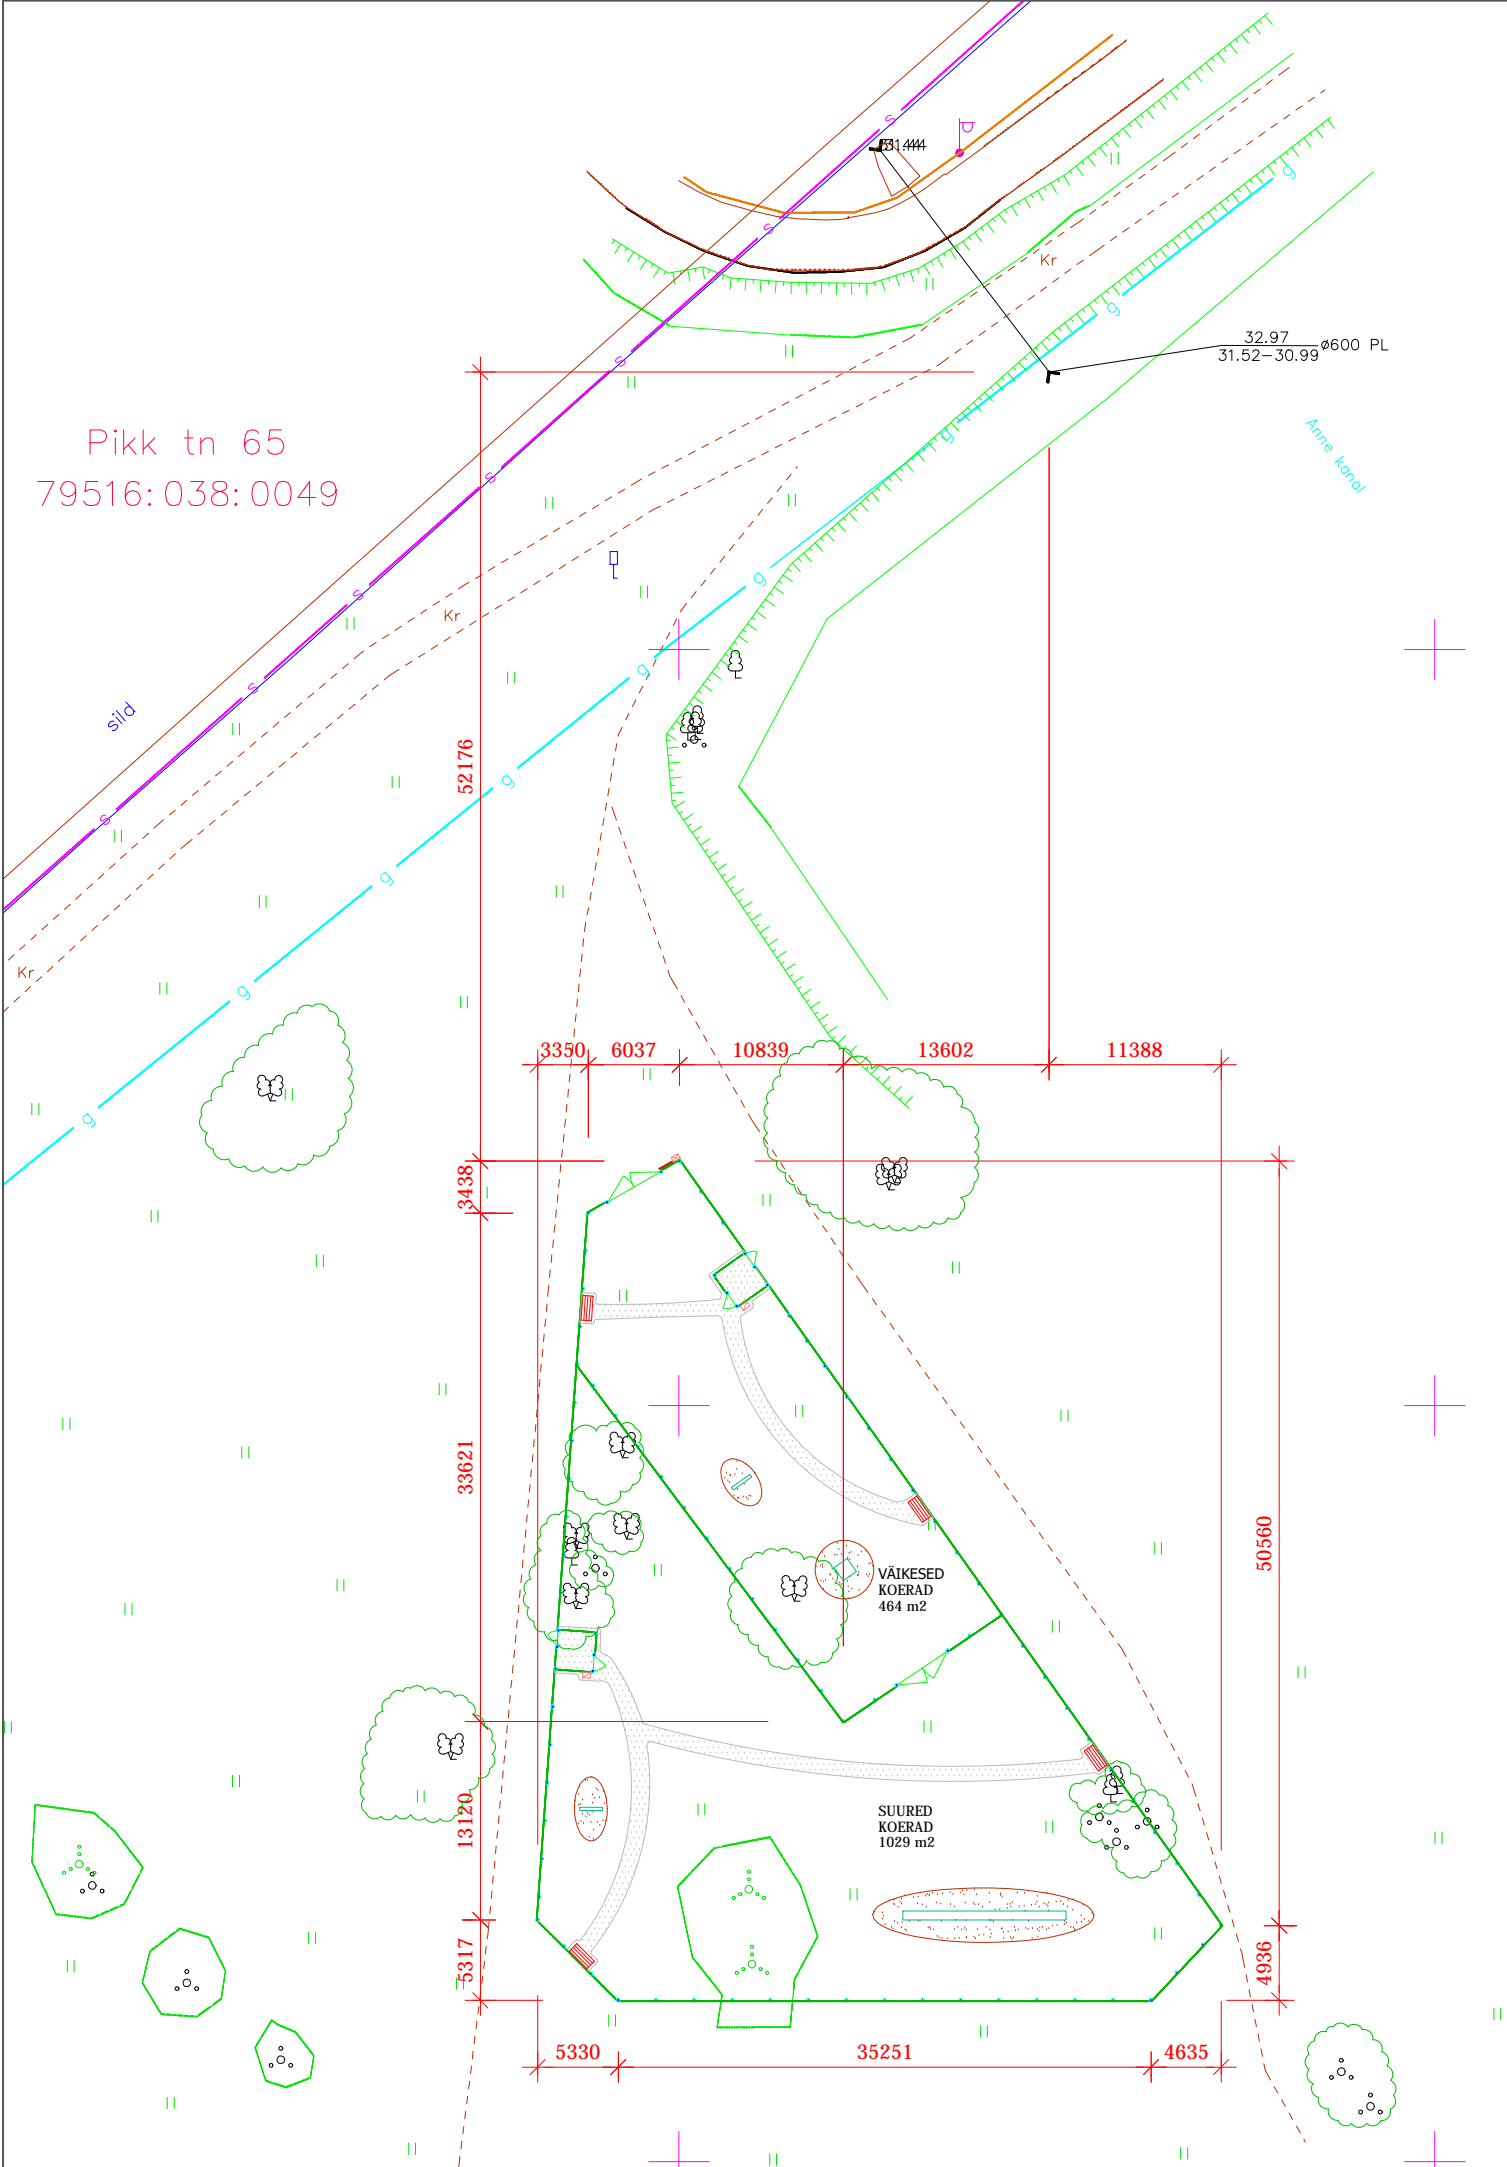 d
s
s
g
Kr
g
32.97
31.52-30.99
ø600 PL
s
Pikk tn 65
79516:038:0049
g
Anne kanal
s
g
s
Kr
g
s
sild
52176
g
s
g
Kr
g
3350
6037
10839
13602
11388
g
3438
33621
50560
VÄIKESED
KOERAD
464 m2
13120
SUURED
KOERAD
1029 m2
5317
4936
5330
35251
4635